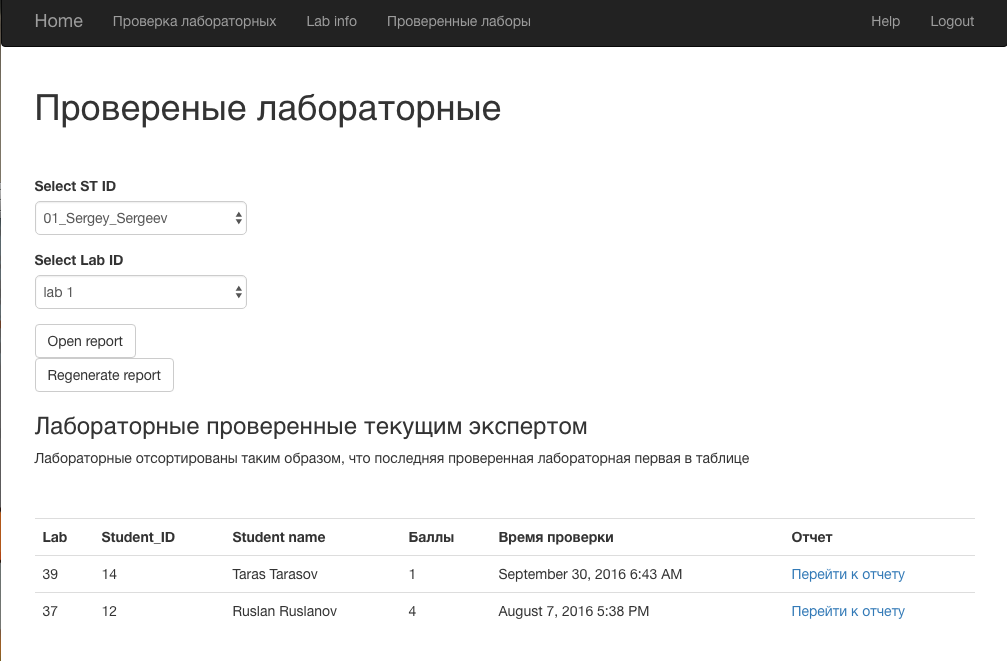 Home Проверка лабораторных Lab info Проверенные лаборы Help Logout
Провереные лабораторные
Select ST ID
01_Sergey_Sergeev
Select Lab ID
lab 1
Open report
Regenerate report
Лабораторные проверенные текущим экспертом
Лабораторные отсортированы таким образом, что последняя проверенная лабораторная первая в таблице
Lab Student_ID Student name Баллы Время проверки Отчет
39 14 Taras Tarasov 1 September 30, 2016 6:43 AM Перейти к отчету
37 12 Ruslan Ruslanov 4 August 7, 2016 5:38 PM Перейти к отчету